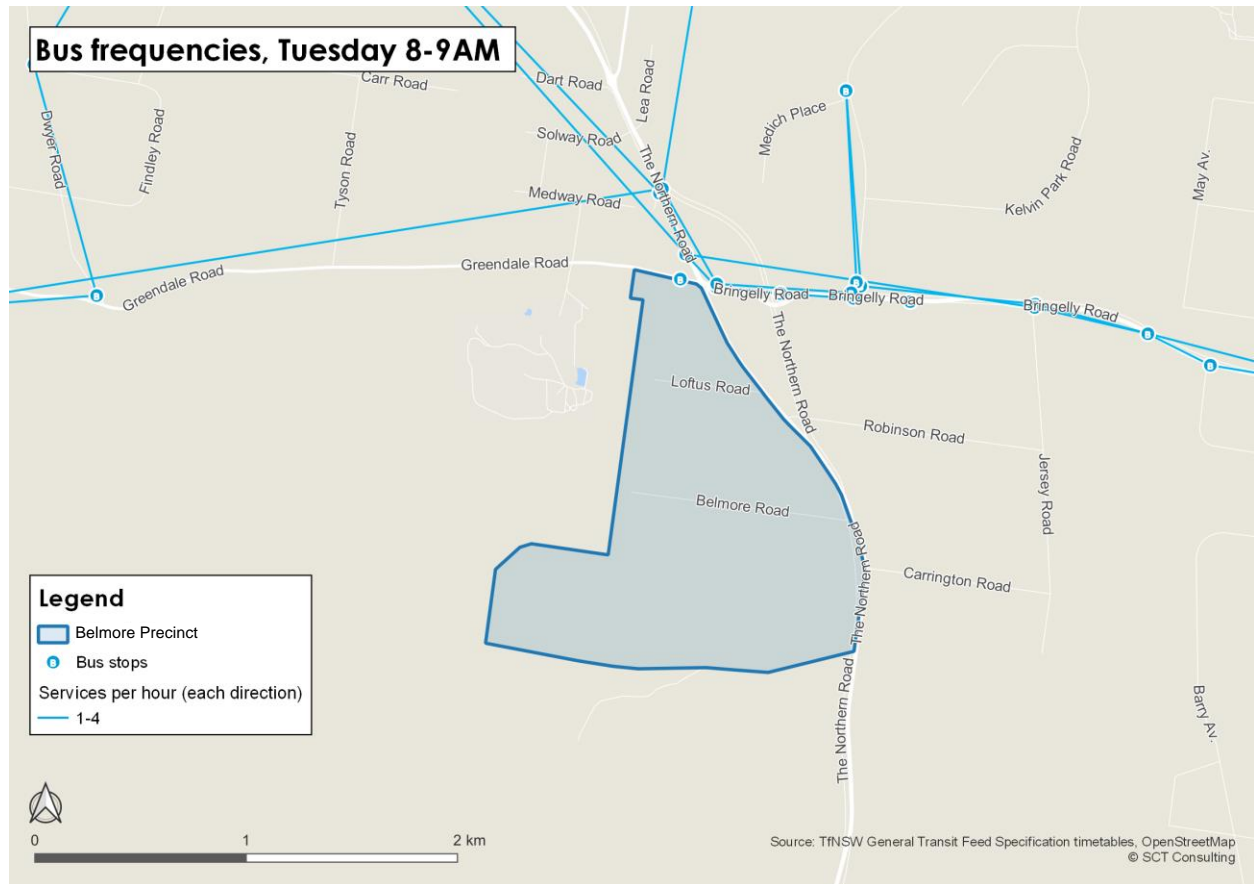 Bus frequencies, Tuesday 8-9AM
Carr Road
Dart Road
Lea Road
Medich Place
Dwyer Road
Findley Road
Tyson Road
Solway Road
The Northern Road
Kelvin Park Road
May Av.
Medway Road
Greendale Road
Greendale Road
Bringelly Road
Bringelly Road
Bringelly Road
The Northern Road
Loftus Road
Robinson Road
Jersey Road
Belmore Road
The Northern Road
Carrington Road
The Northern Road
The Northern Road
Barry Av.
Legend
Belmore Precinct
B Bus stops
Services per hour (each direction)
1-4
0 1 2 km
Source: TfNSW General Transit Feed Specification timetables, OpenStreetMap
© SCT Consulting